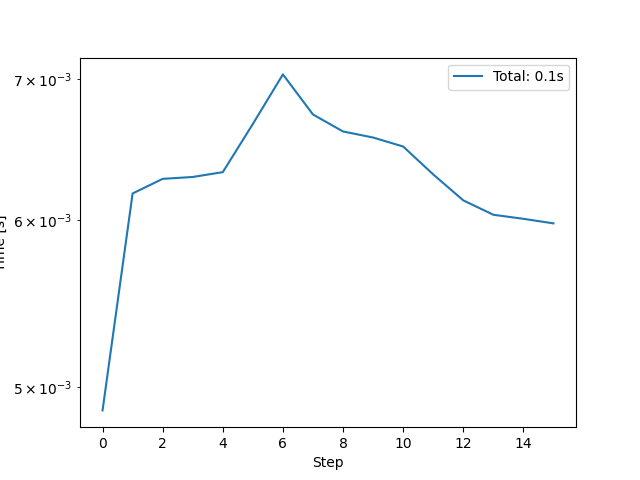 7 × 10⁻³
6 × 10⁻³
5 × 10⁻³
Time [s]
0 2 4 6 8 10 12 14
Step
Total: 0.1s